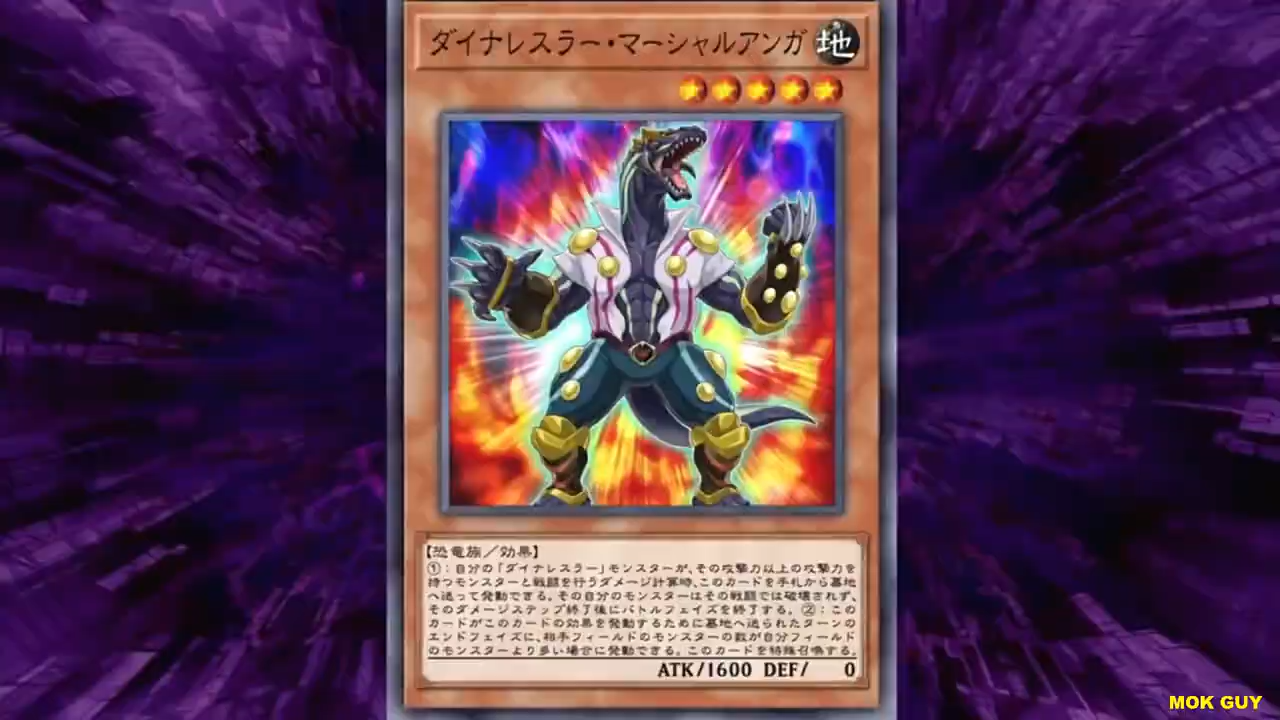 ダイナレスラー・マーシャルアンガ 地
【恐竜族／効果】
①：自分の「ダイナレスラー」モンスターが、その攻撃力以上の攻撃力を
持つモンスターと戦闘を行うダメージ計算時、このカードを手札から墓地
へ送って発動できる。その自分のモンスターはその戦闘では破壊されず、
そのダメージステップ終了後にバトルフェイズを終了する。②：この
カードがこのカードの効果を発動するために墓地へ送られたターンの
エンドフェイズに、相手フィールドのモンスターの数が自分フィールド
のモンスターより多い場合に発動できる。このカードを特殊召喚する。
ATK/1600 DEF/ 0
MOK GUY